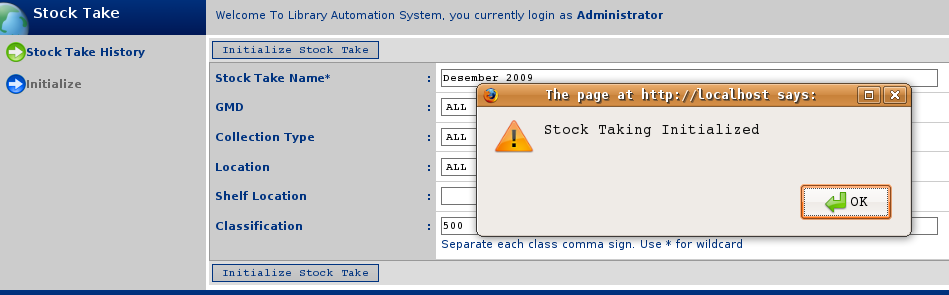 Stock Take
Welcome To Library Automation System, you currently login as Administrator
Stock Take History
Initialize
Initialize Stock Take
Stock Take Name* : Desember 2009
GMD : ALL
Collection Type : ALL
Location : ALL
Shelf Location :
Classification : 500
Separate each class comma sign. Use * for wildcard
Initialize Stock Take
The page at http://localhost says:
Stock Taking Initialized
OK